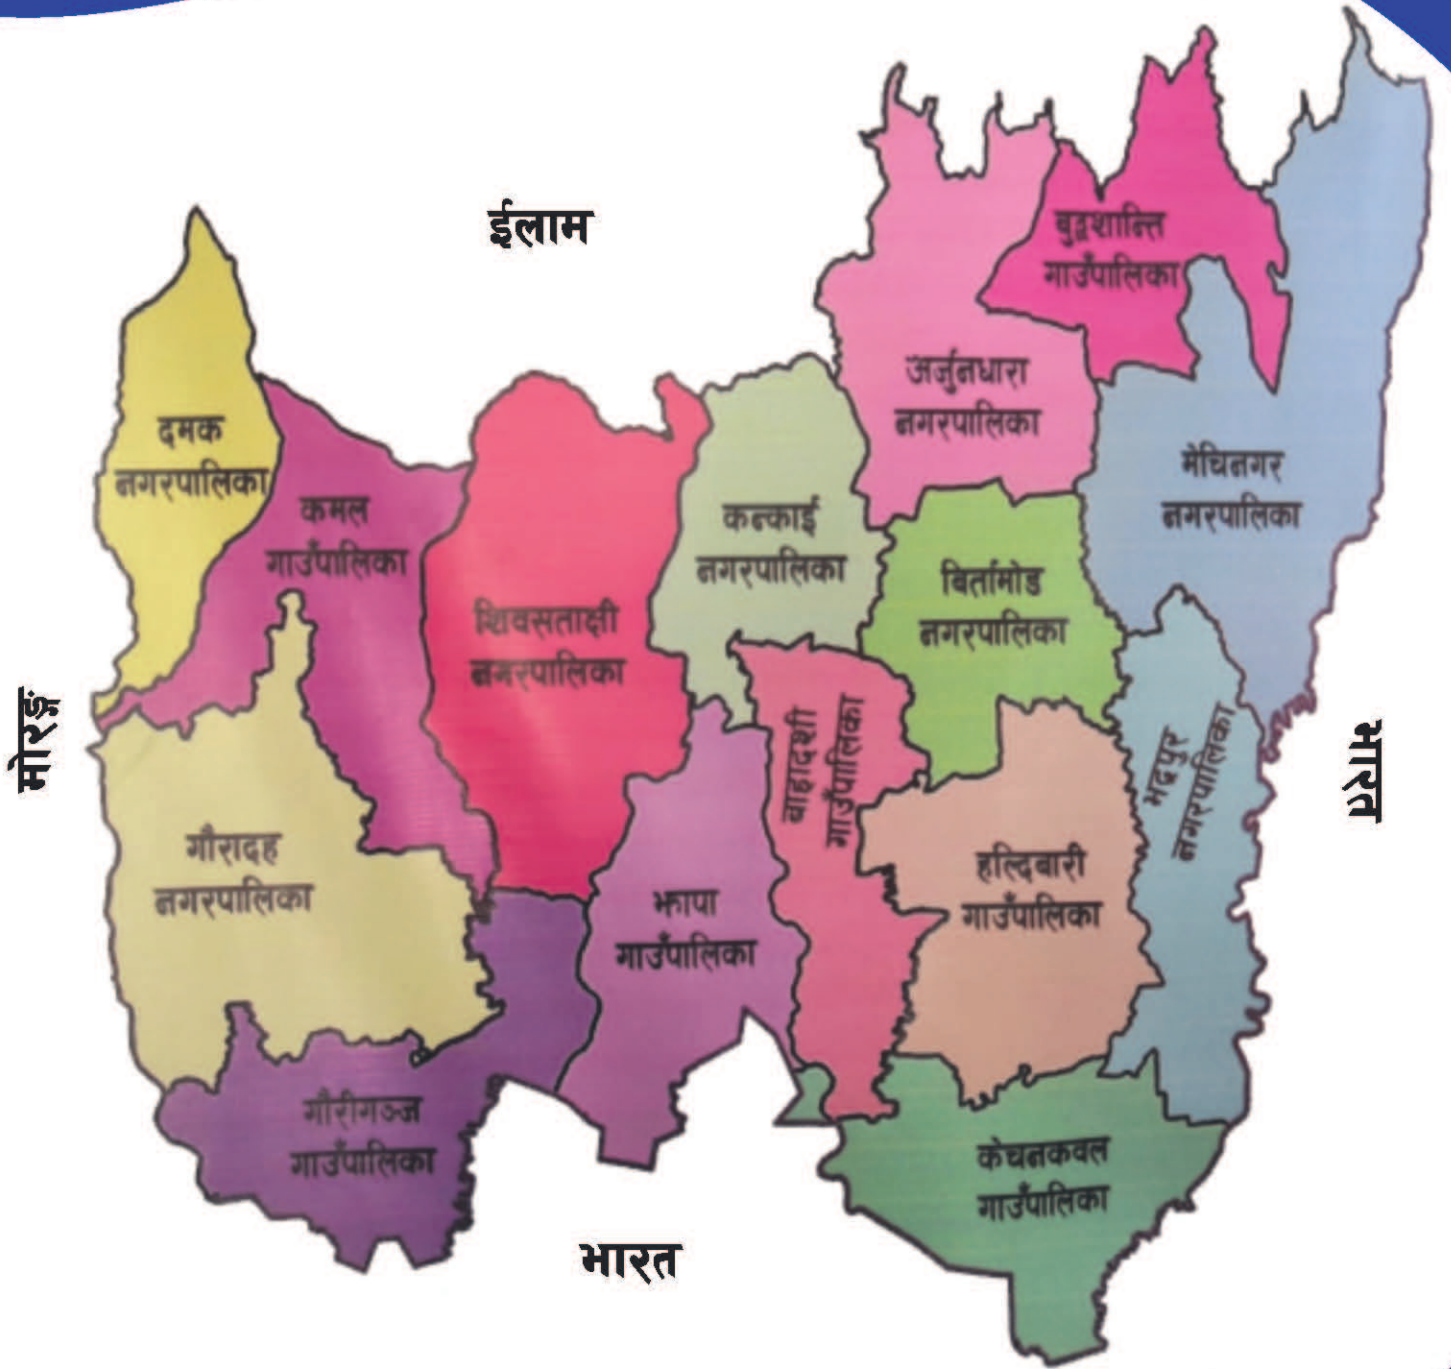 ईलाम
बुद्धशान्ति
गाउँपालिका
अर्जुनधारा
नगरपालिका
दमक
नगरपालिका
मेचिनगर
नगरपालिका
कमल
गाउँपालिका
कन्काई
नगरपालिका
बिर्तामोड
नगरपालिका
शिवसताक्षी
नगरपालिका
मोरङ्ग
बाह्रादशी
गाउँपालिका
भद्रपुर
नगरपालिका
भारत
गौरादह
नगरपालिका
झापा
गाउँपालिका
हल्दिबारी
गाउँपालिका
गौरीगञ्ज
गाउँपालिका
केचनकवल
गाउँपालिका
भारत